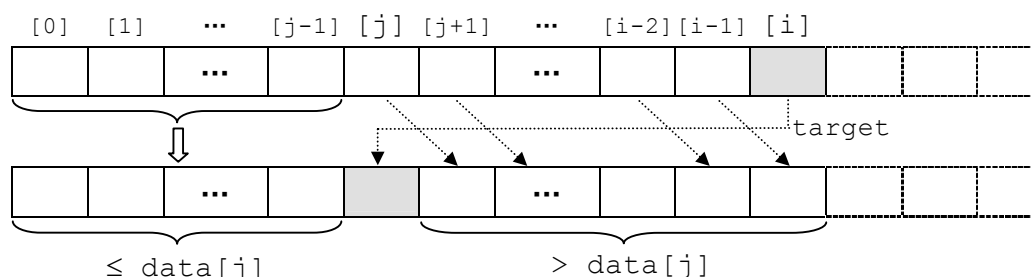 [0] [1] ... [j-1] [j] [j+1] ... [i-2] [i-1] [i]
... ...
target
... ...
≤ data[j] > data[j]